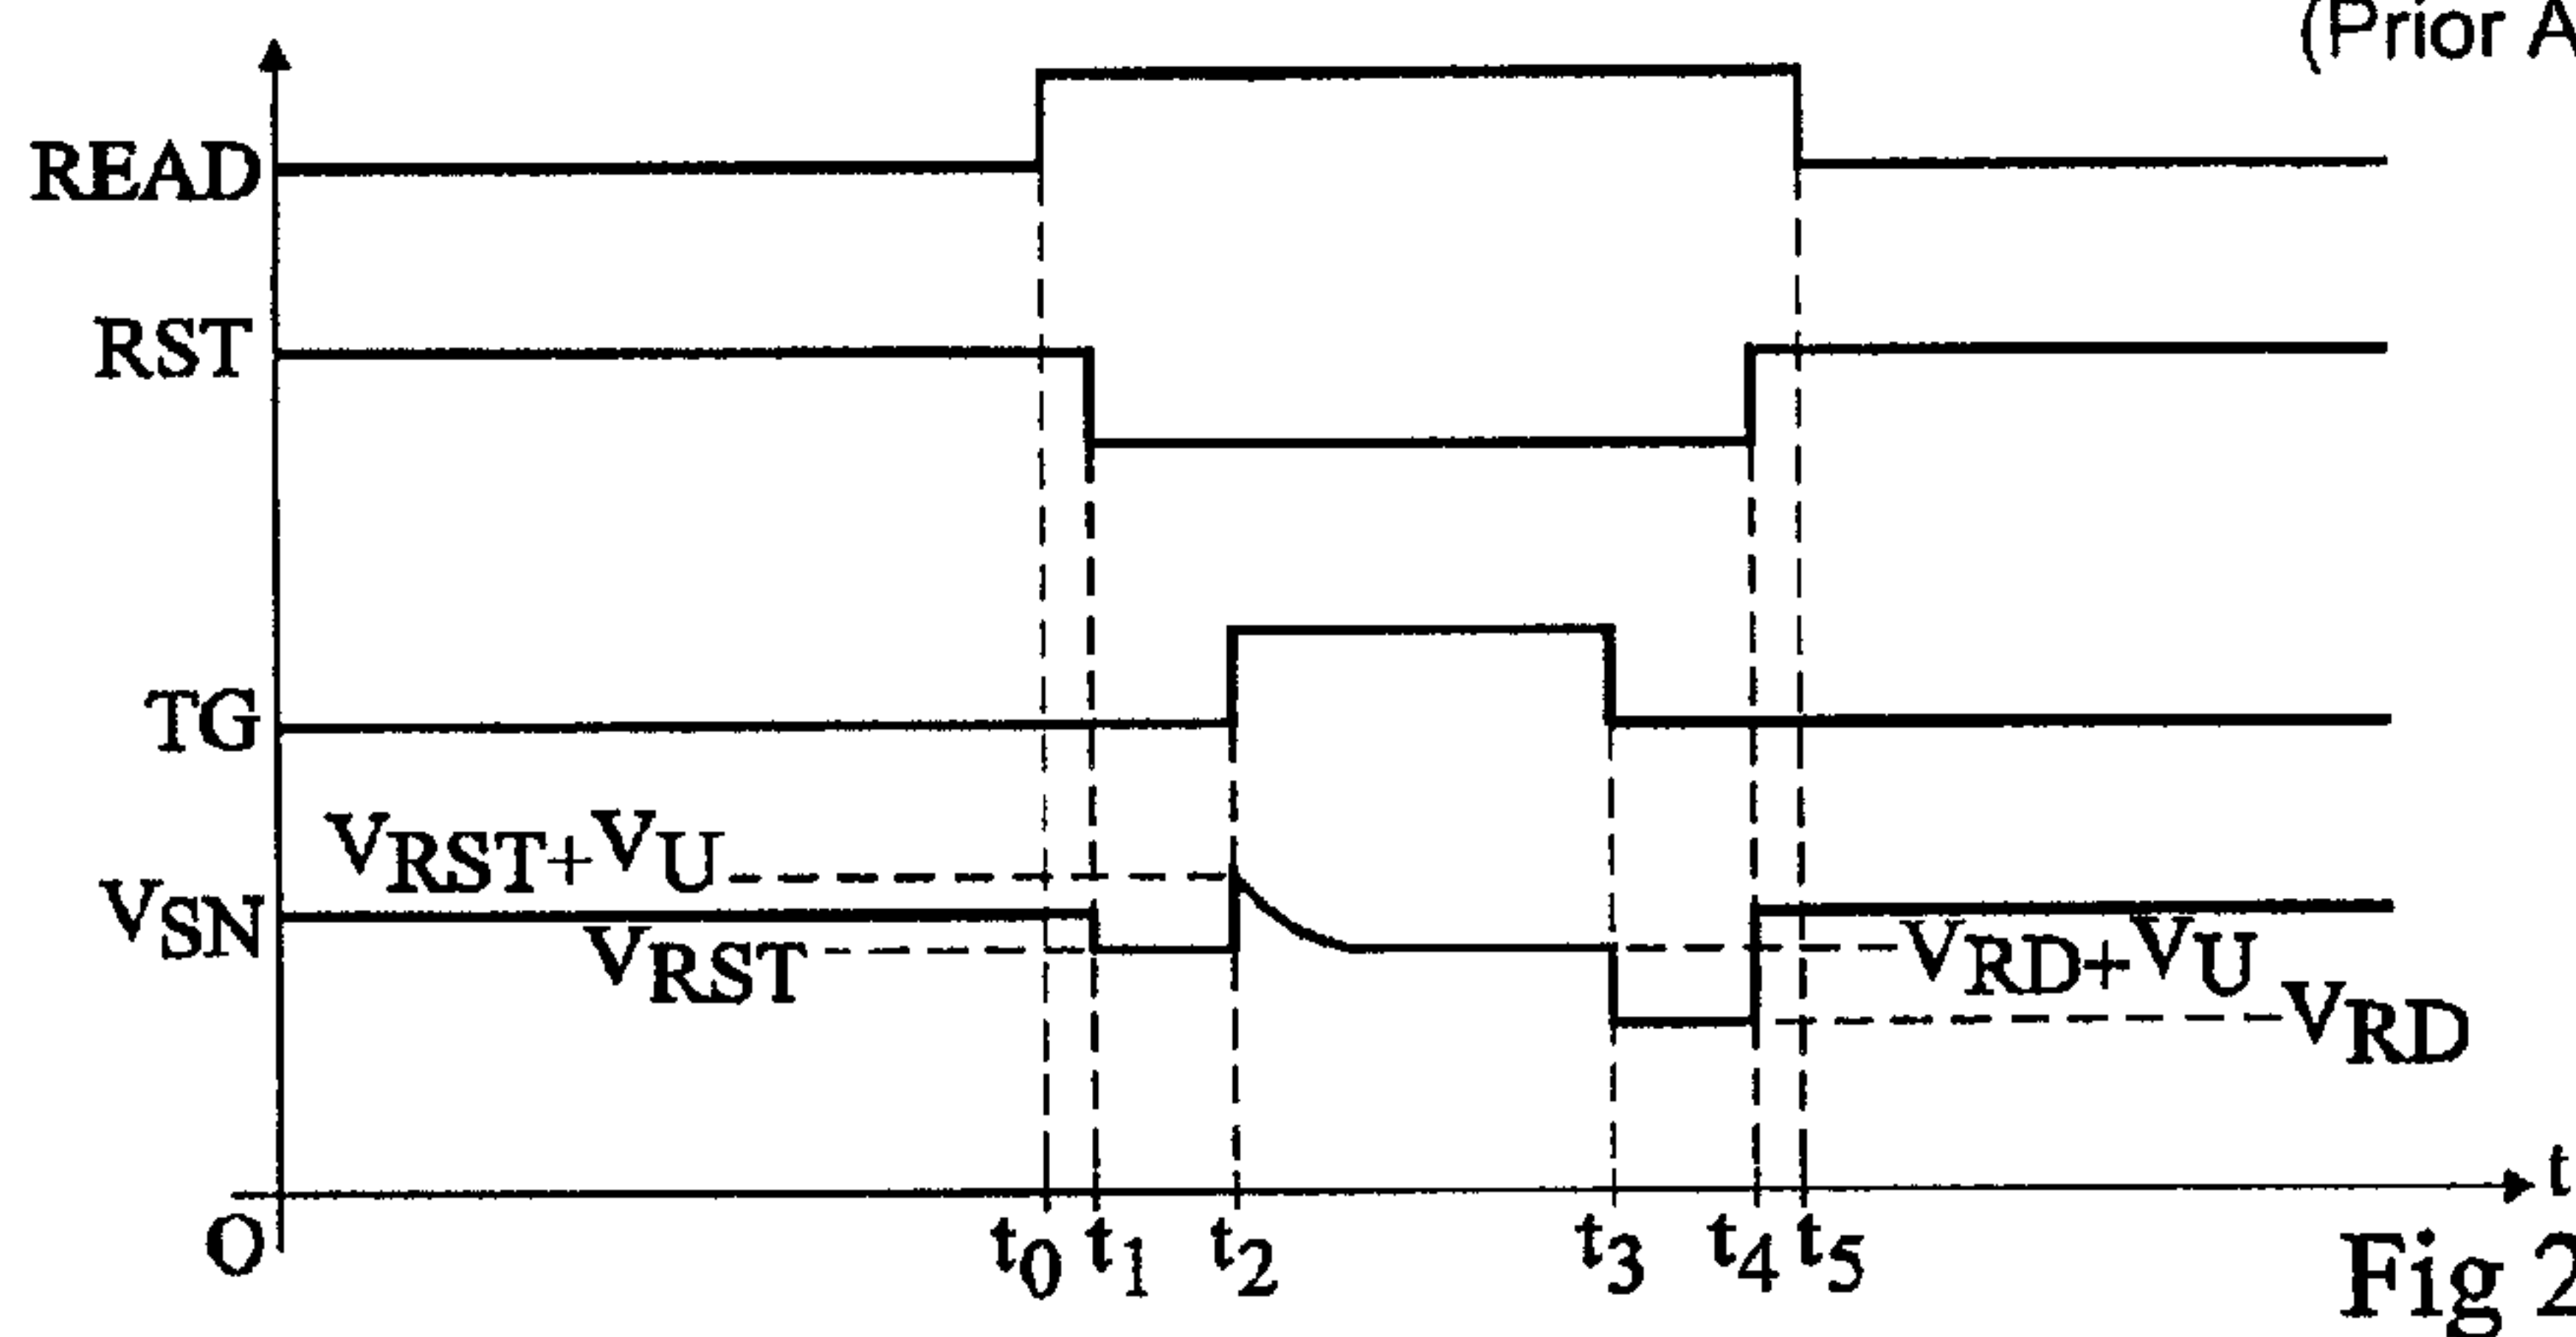 (Prior A
READ
RST
TG
VRST+VU
VSN
VRST
VRD+VU
VRD
t
O
t0 t1 t2 t3 t4 t5
Fig 2